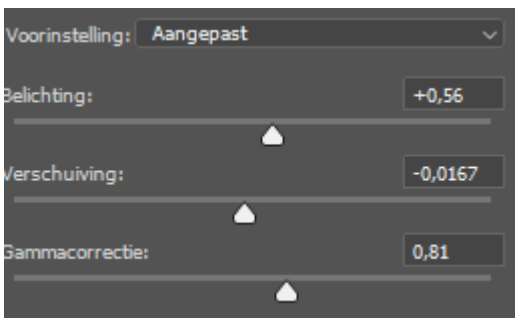 Voorinstelling: Aangepast
Belichting: +0,56
Verschuiving: -0,0167
Gammacorrectie: 0,81